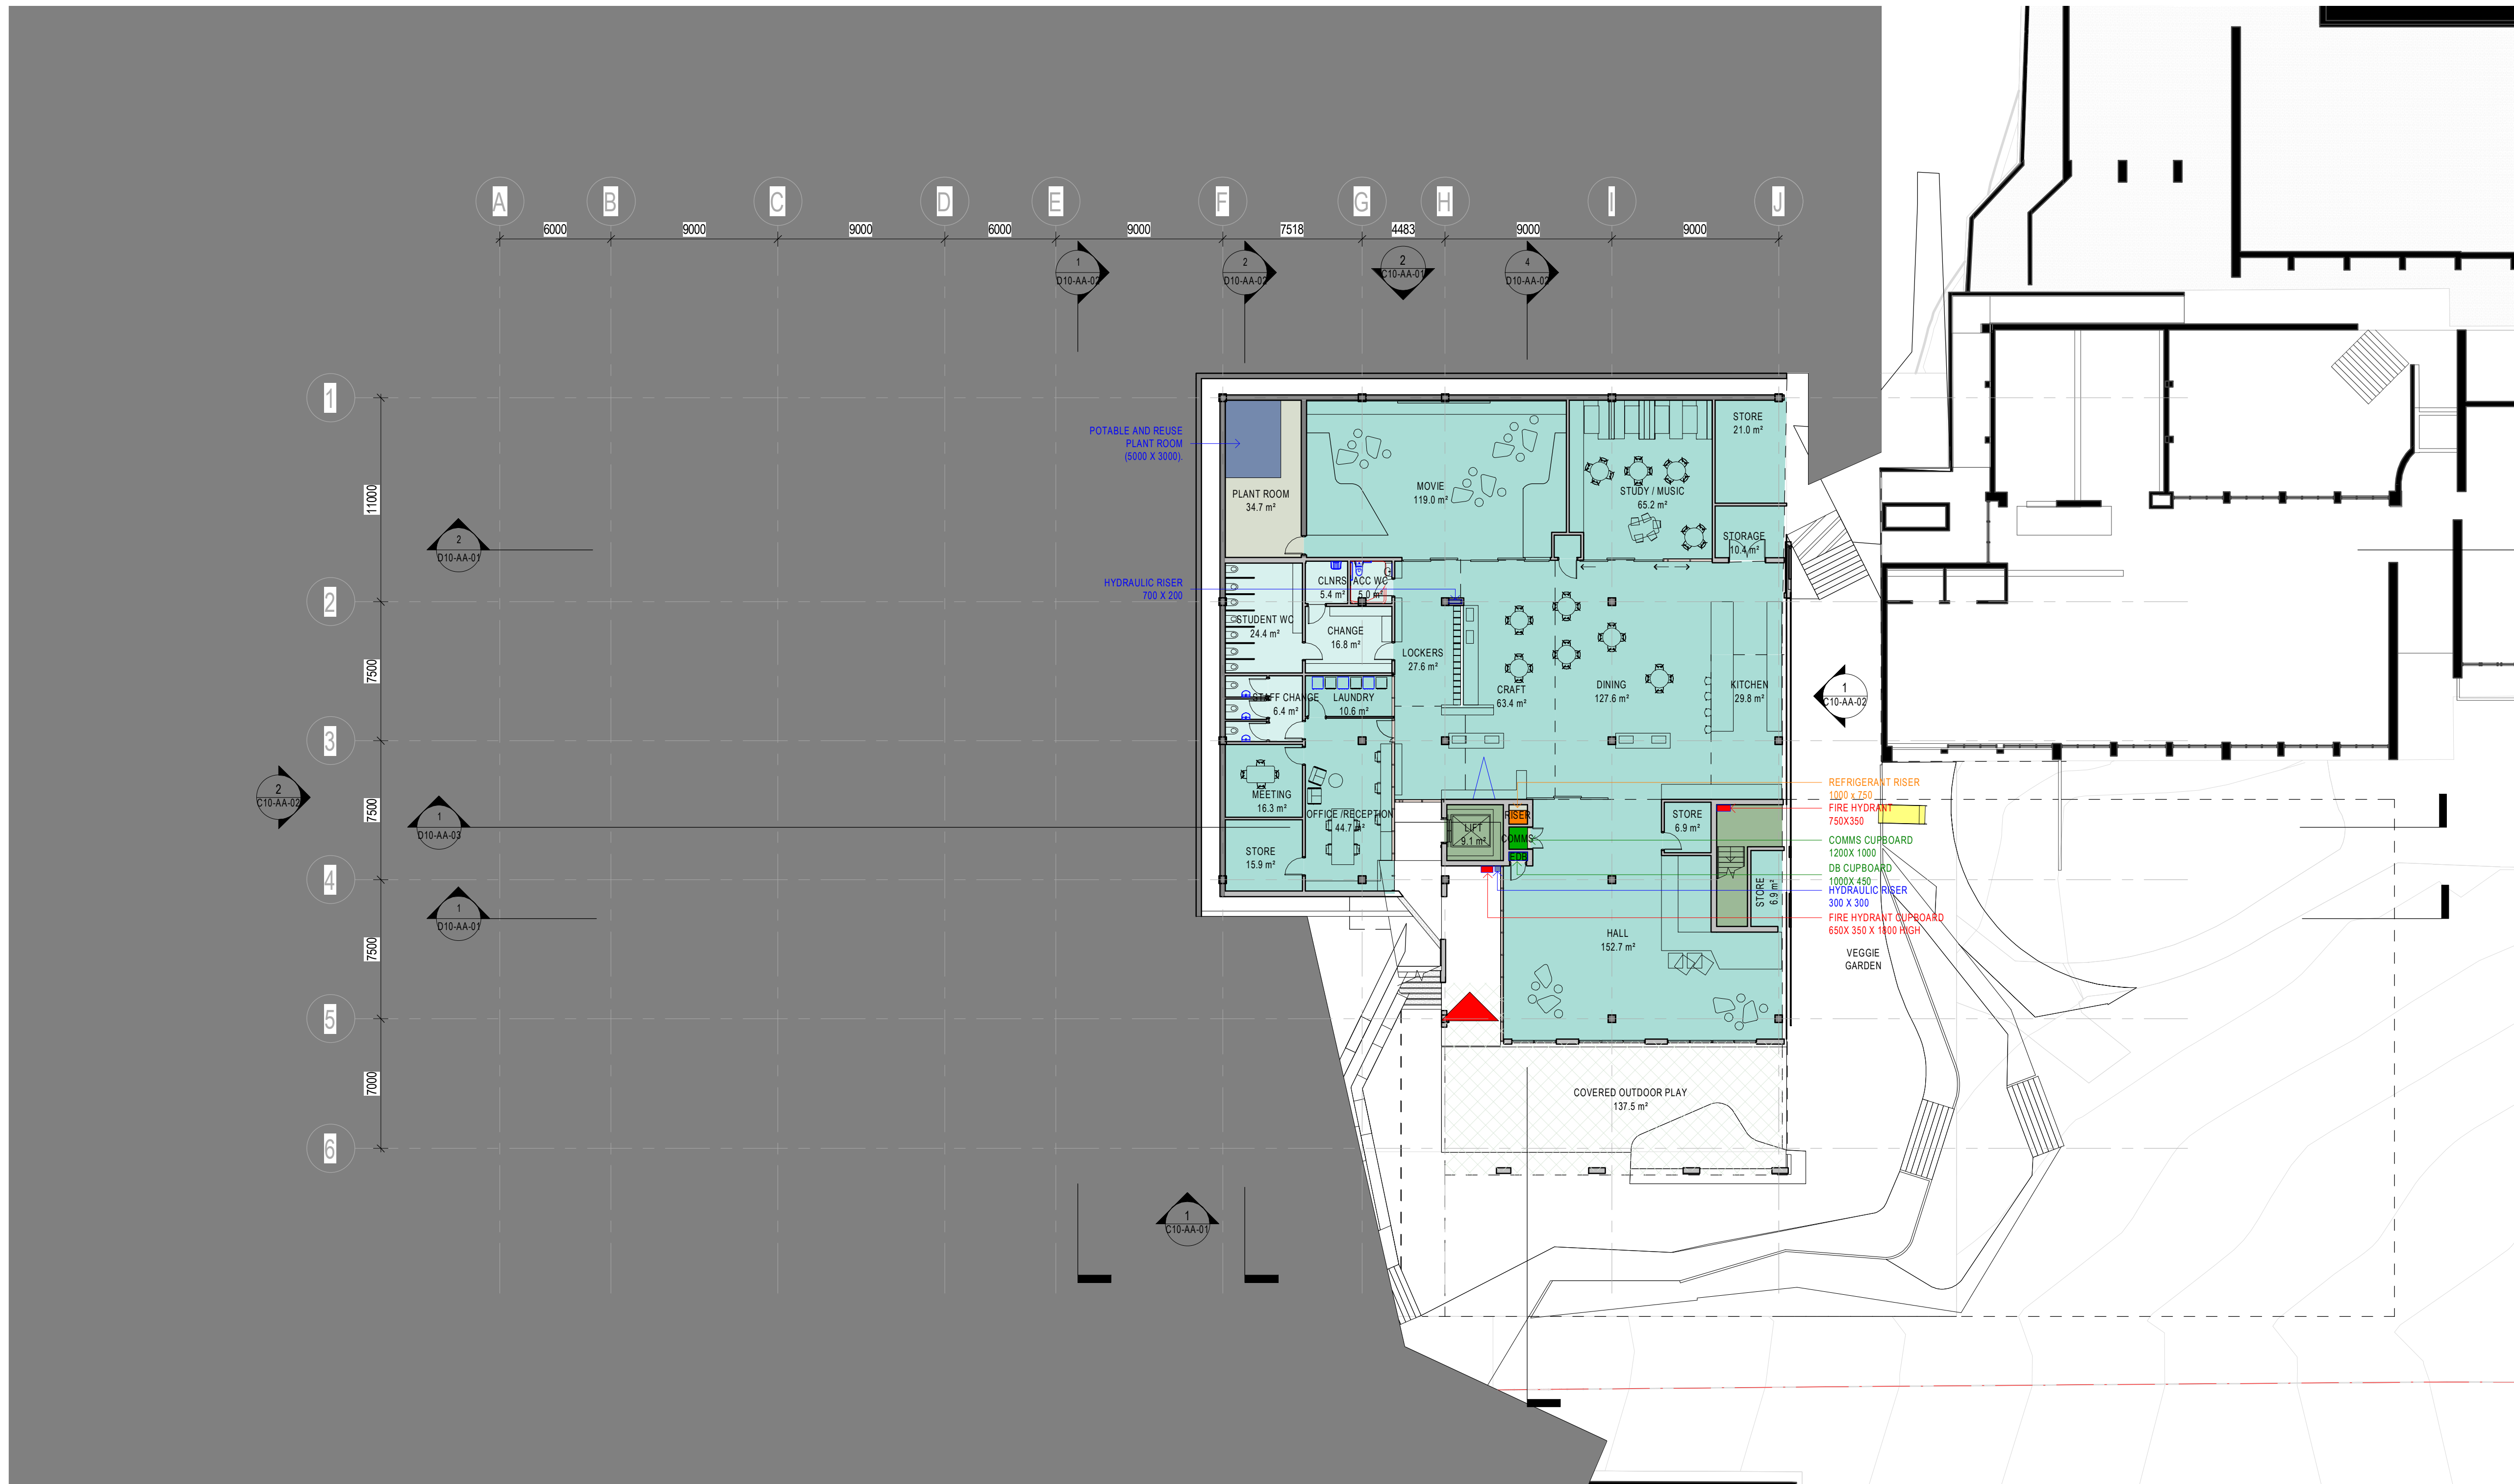 A
B
C
D
E
F
G
H
I
J
6000
9000
9000
6000
9000
7518
4483
9000
9000
1
D10-AA-02
2
D10-AA-02
2
C10-AA-01
4
D10-AA-02
1
2
3
4
5
6
11000
7500
7500
7500
7000
2
D10-AA-01
2
C10-AA-02
1
D10-AA-03
1
D10-AA-01
1
C10-AA-01
1
C10-AA-02
POTABLE AND REUSE
PLANT ROOM
(5000 X 3000).
HYDRAULIC RISER
700 X 200
PLANT ROOM
34.7 m²
MOVIE
119.0 m²
STUDY / MUSIC
65.2 m²
STORE
21.0 m²
STORAGE
10.4 m²
CLNRS
5.4 m²
ACC WC
5.0 m²
STUDENT WC
24.4 m²
CHANGE
16.8 m²
LOCKERS
27.6 m²
STAFF CHANGE
6.4 m²
LAUNDRY
10.6 m²
CRAFT
63.4 m²
DINING
127.6 m²
KITCHEN
29.8 m²
MEETING
16.3 m²
OFFICE /RECEPTION
44.7 m²
STORE
15.9 m²
LIFT
9.1 m²
RISER
COMMS
EDB
STORE
6.9 m²
STORE
6.9 m²
HALL
152.7 m²
REFRIGERANT RISER
1000 x 750
FIRE HYDRANT
750X350
COMMS CUPBOARD
1200X 1000
DB CUPBOARD
1000X 450
HYDRAULIC RISER
300 X 300
FIRE HYDRANT CUPBOARD
650X 350 X 1800 HIGH
VEGGIE
GARDEN
COVERED OUTDOOR PLAY
137.5 m²